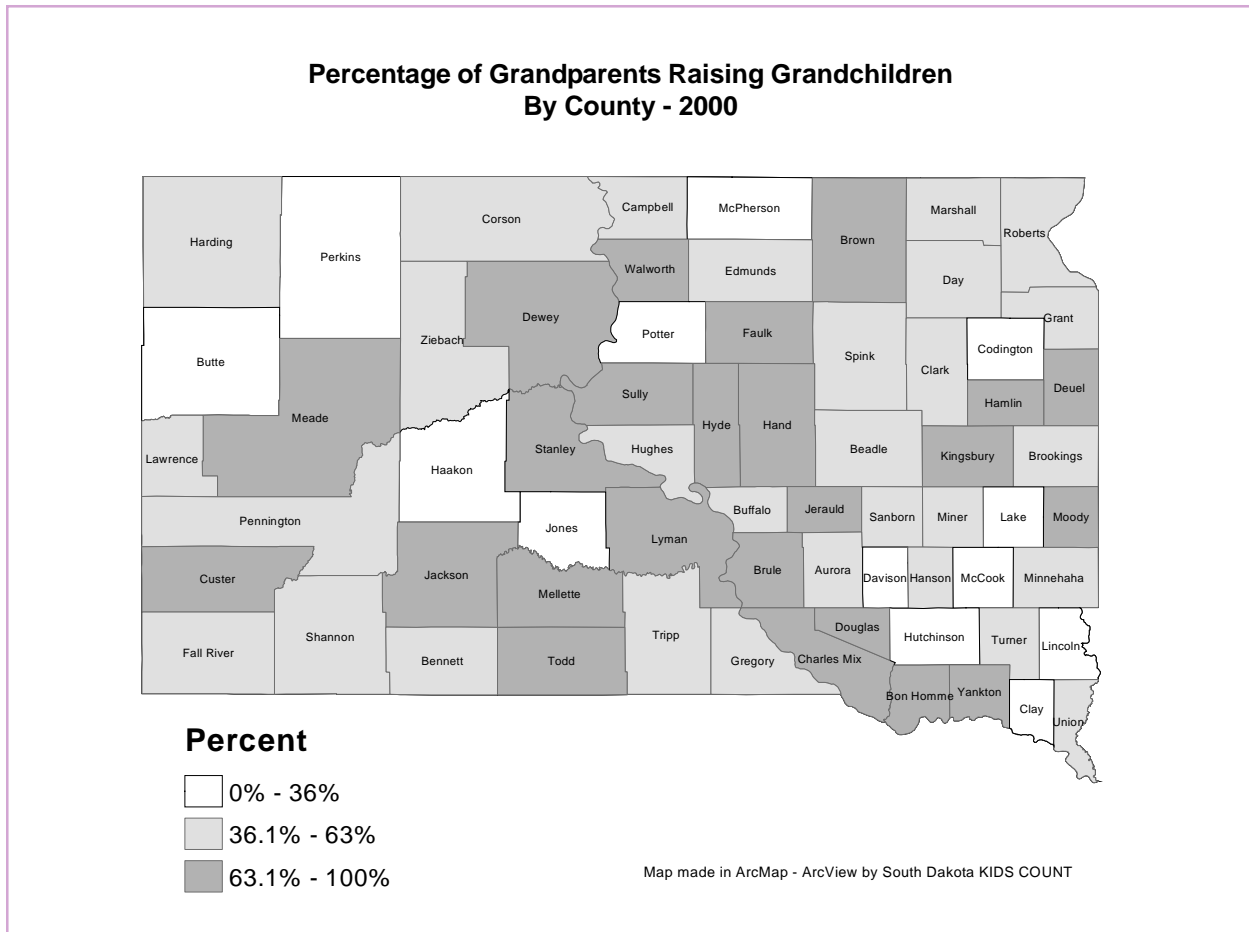 Percentage of Grandparents Raising Grandchildren
By County - 2000
Harding
Perkins
Corson
Campbell
McPherson
Brown
Marshall
Roberts
Walworth
Edmunds
Day
Butte
Ziebach
Dewey
Potter
Faulk
Spink
Clark
Codington
Grant
Meade
Sully
Hyde
Hand
Hamlin
Deuel
Lawrence
Haakon
Stanley
Hughes
Beadle
Kingsbury
Brookings
Pennington
Jones
Lyman
Buffalo
Jerauld
Sanborn
Miner
Lake
Moody
Custer
Jackson
Mellette
Brule
Aurora
Davison
Hanson
McCook
Minnehaha
Fall River
Shannon
Bennett
Todd
Tripp
Gregory
Charles Mix
Douglas
Hutchinson
Turner
Lincoln
Bon Homme
Yankton
Clay
Union
Percent
0% - 36%
36.1% - 63%
63.1% - 100%
Map made in ArcMap - ArcView by South Dakota KIDS COUNT